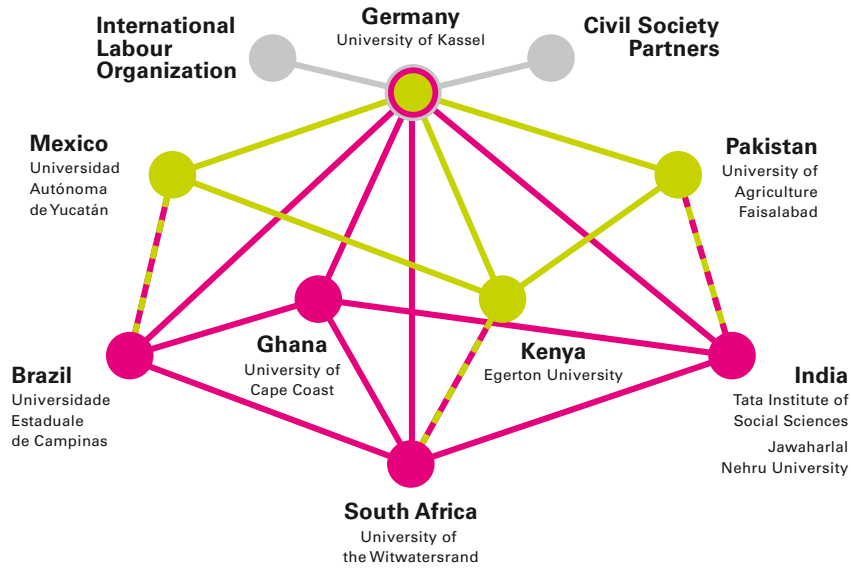 International
Labour
Organization
Germany
University of Kassel
Civil Society
Partners
Mexico
Universidad
Autónoma
de Yucatán
Pakistan
University of
Agriculture
Faisalabad
Brazil
Universidade
Estaduale
de Campinas
Ghana
University of
Cape Coast
Kenya
Egerton University
India
Tata Institute of
Social Sciences
Jawaharlal
Nehru University
South Africa
University of
the Witwatersrand